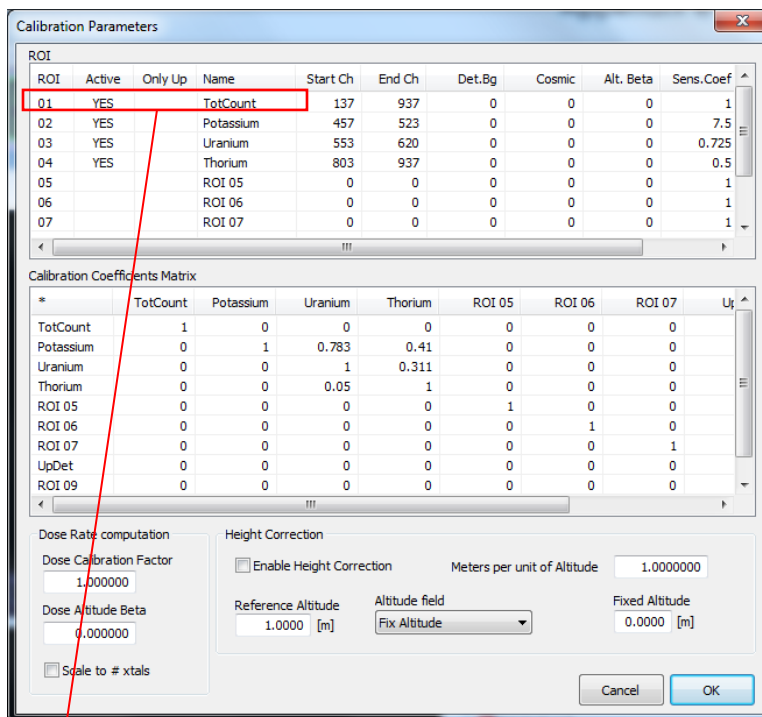 Calibration Parameters
ROI
ROI Active Only Up Name Start Ch End Ch Det.Bg Cosmic Alt. Beta Sens.Coef
01 YES TotCount 137 937 0 0 0 1
02 YES Potassium 457 523 0 0 0 7.5
03 YES Uranium 553 620 0 0 0 0.725
04 YES Thorium 803 937 0 0 0 0.5
05 ROI 05 0 0 0 0 0 1
06 ROI 06 0 0 0 0 0 1
07 ROI 07 0 0 0 0 0 1
Calibration Coefficients Matrix
* TotCount Potassium Uranium Thorium ROI 05 ROI 06 ROI 07
TotCount 1 0 0 0 0 0 0
Potassium 0 1 0.783 0.41 0 0 0
Uranium 0 0 1 0.311 0 0 0
Thorium 0 0 0.05 1 0 0 0
ROI 05 0 0 0 0 1 0 0
ROI 06 0 0 0 0 0 1 0
ROI 07 0 0 0 0 0 0 1
UpDet 0 0 0 0 0 0 0
ROI 09 0 0 0 0 0 0 0
Dose Rate computation
Dose Calibration Factor
1.000000
Dose Altitude Beta
0.000000
Scale to # xtals
Height Correction
Enable Height Correction Meters per unit of Altitude 1.0000000
Reference Altitude Altitude field Fixed Altitude
1.0000 [m] Fix Altitude 0.0000 [m]
Cancel OK